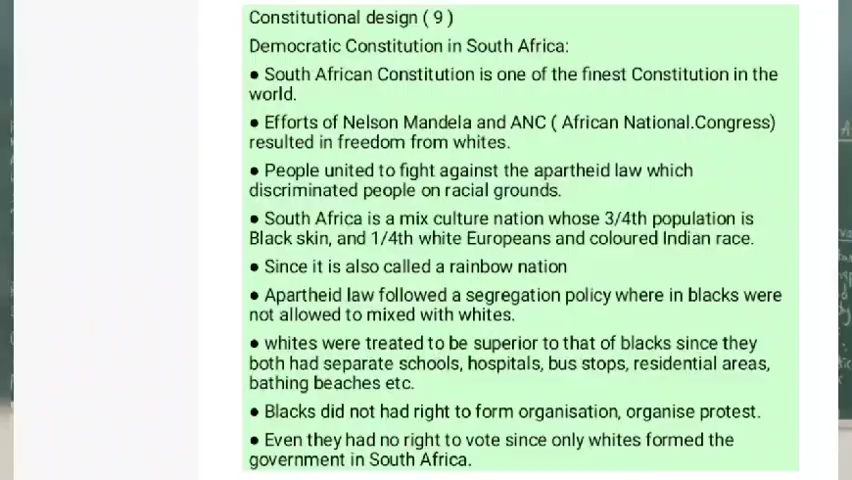 Constitutional design ( 9 )
Democratic Constitution in South Africa:
● South African Constitution is one of the finest Constitution in the
world.
● Efforts of Nelson Mandela and ANC ( African National.Congress)
resulted in freedom from whites.
● People united to fight against the apartheid law which
discriminated people on racial grounds.
● South Africa is a mix culture nation whose 3/4th population is
Black skin, and 1/4th white Europeans and coloured Indian race.
● Since it is also called a rainbow nation
● Apartheid law followed a segregation policy where in blacks were
not allowed to mixed with whites.
● whites were treated to be superior to that of blacks since they
both had separate schools, hospitals, bus stops, residential areas,
bathing beaches etc.
● Blacks did not had right to form organisation, organise protest.
● Even they had no right to vote since only whites formed the
government in South Africa.